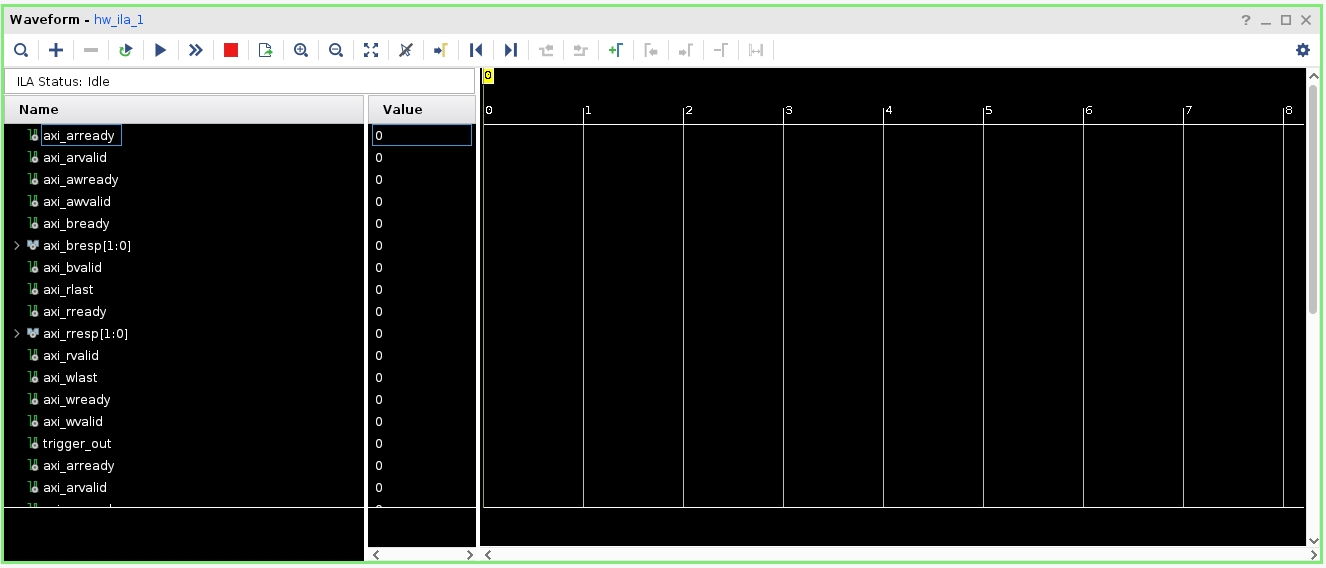 Waveform - hw_ila_1
ILA Status: Idle
0
Name Value
0 1 2 3 4 5 6 7 8
axi_arready 0
axi_arvalid 0
axi_awready 0
axi_awvalid 0
axi_bready 0
axi_bresp[1:0] 0
axi_bvalid 0
axi_rlast 0
axi_rready 0
axi_rresp[1:0] 0
axi_rvalid 0
axi_wlast 0
axi_wready 0
axi_wvalid 0
trigger_out 0
axi_arready 0
axi_arvalid 0